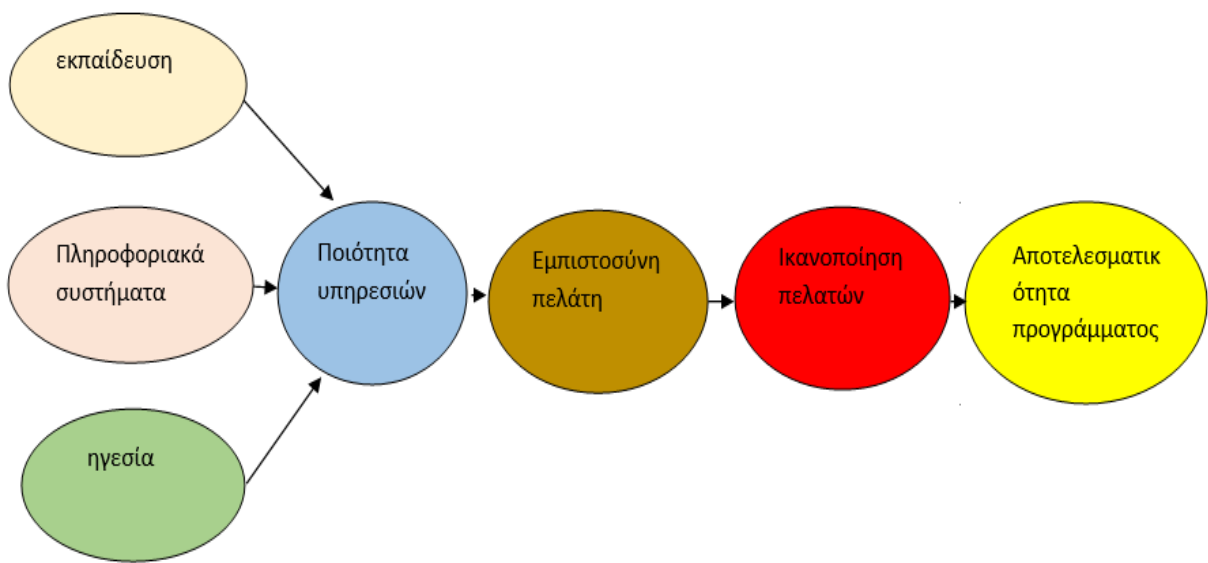 εκπαίδευση
Πληροφοριακά
συστήματα
ηγεσία
Ποιότητα
υπηρεσιών
Εμπιστοσύνη
πελάτη
Ικανοποίηση
πελατών
Αποτελεσματικ
ότητα
προγράμματος